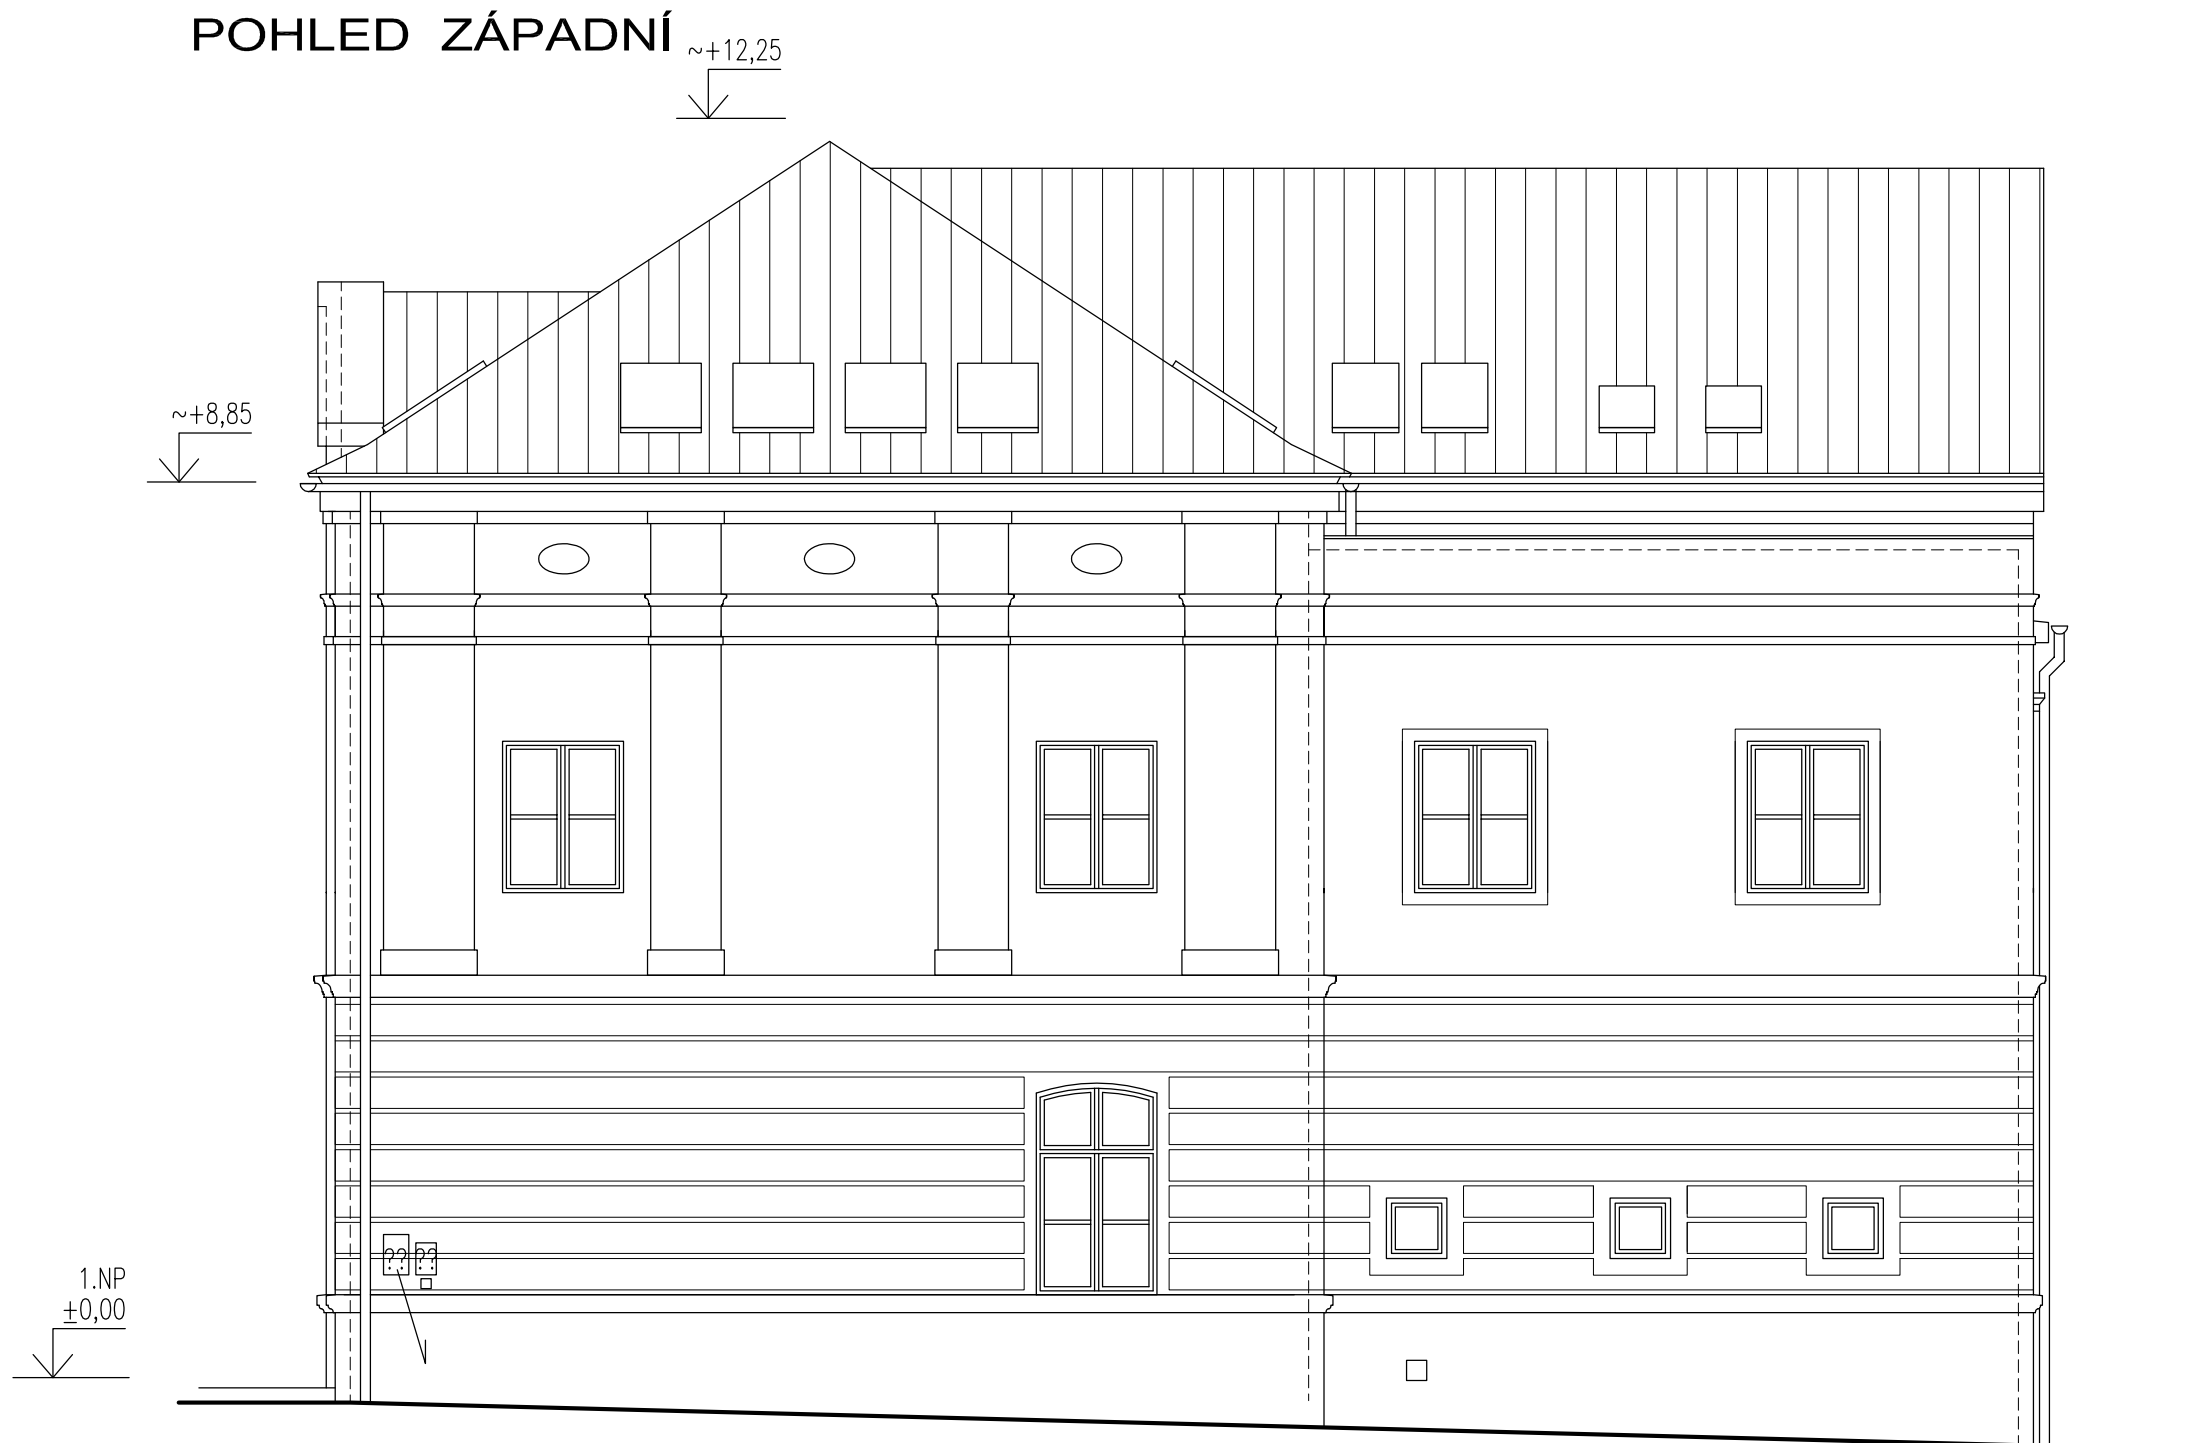 POHLED ZÁPADNÍ
~+12,25
~+8,85
1.NP
±0,00
?? ??